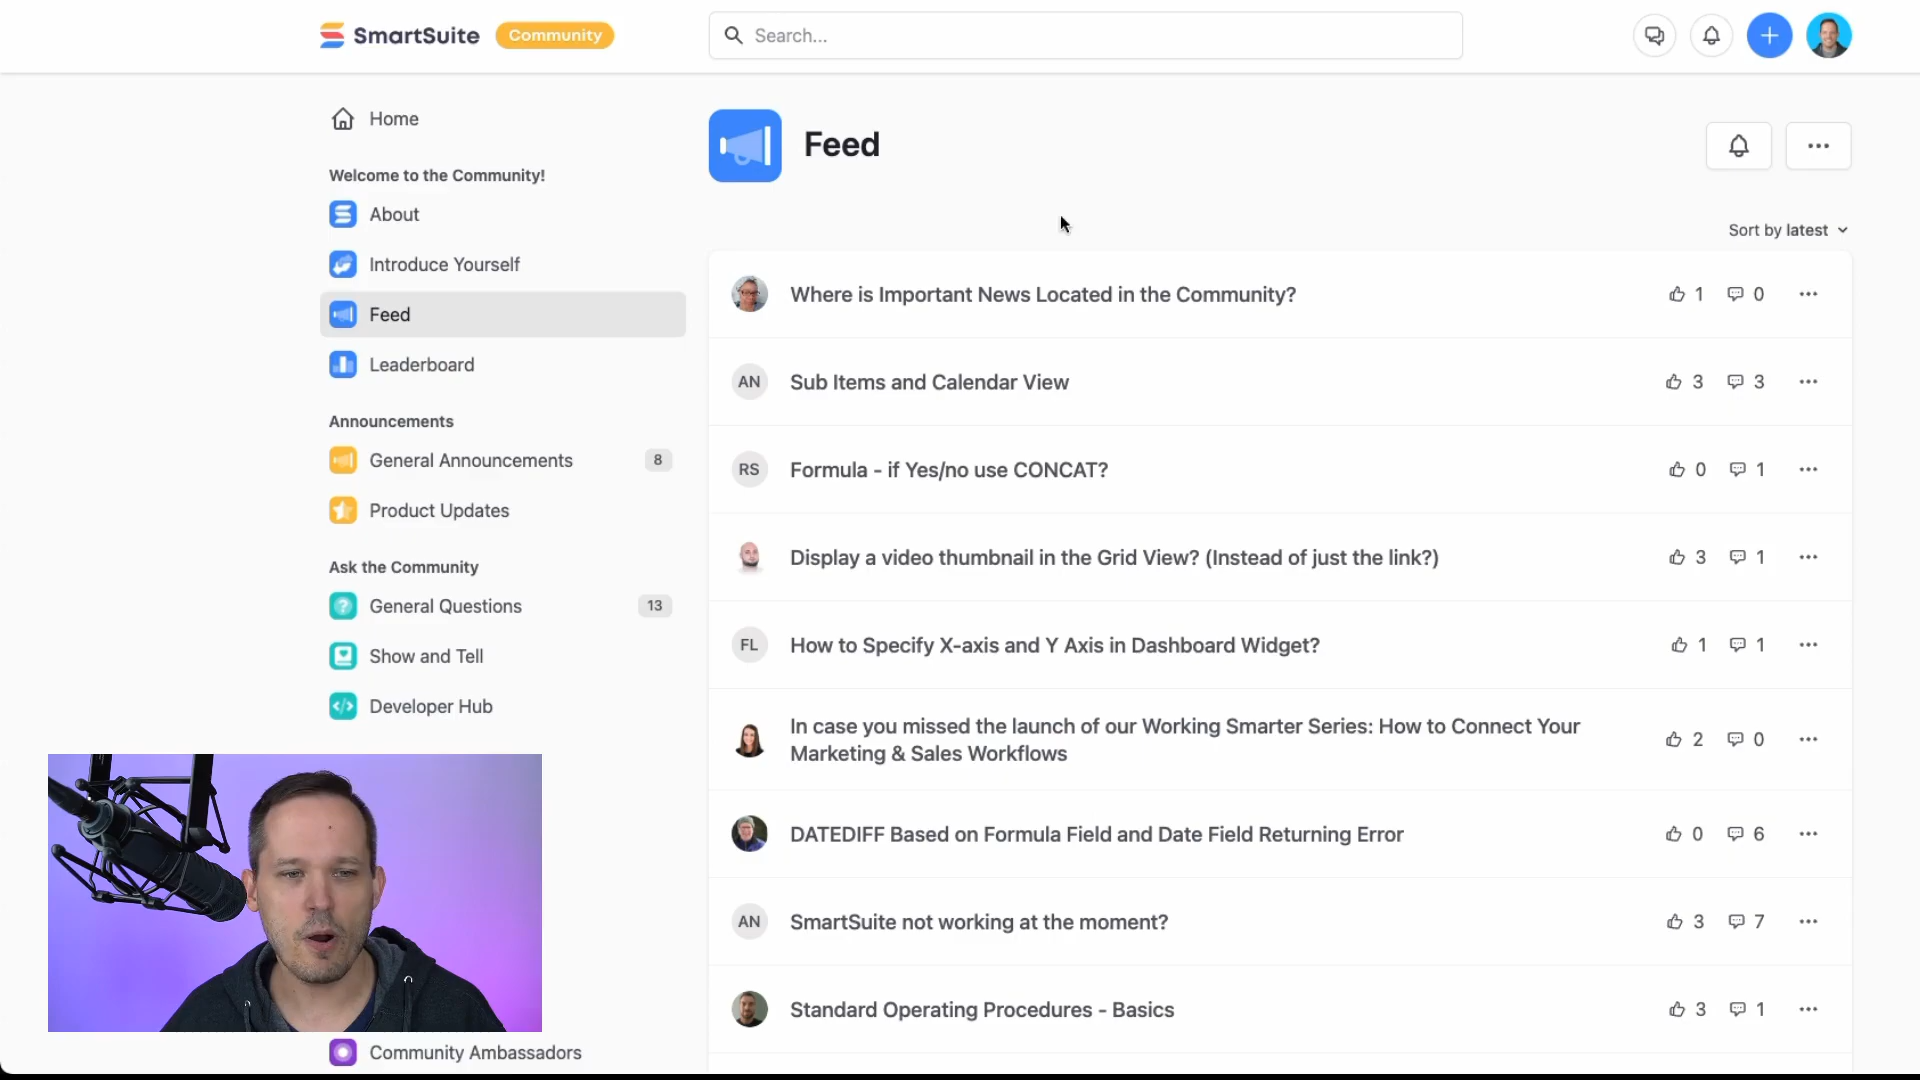 SmartSuite Community
Search...
Home
Welcome to the Community!
About
Introduce Yourself
Feed
Leaderboard
Announcements
General Announcements 8
Product Updates
Ask the Community
General Questions 13
Show and Tell
Developer Hub
Community Ambassadors
Feed
Sort by latest
Where is Important News Located in the Community? 1 0
AN Sub Items and Calendar View 3 3
RS Formula - if Yes/no use CONCAT? 0 1
Display a video thumbnail in the Grid View? (Instead of just the link?) 3 1
FL How to Specify X-axis and Y Axis in Dashboard Widget? 1 1
In case you missed the launch of our Working Smarter Series: How to Connect Your
Marketing & Sales Workflows 2 0
DATEDIFF Based on Formula Field and Date Field Returning Error 0 6
AN SmartSuite not working at the moment? 3 7
Standard Operating Procedures - Basics 3 1